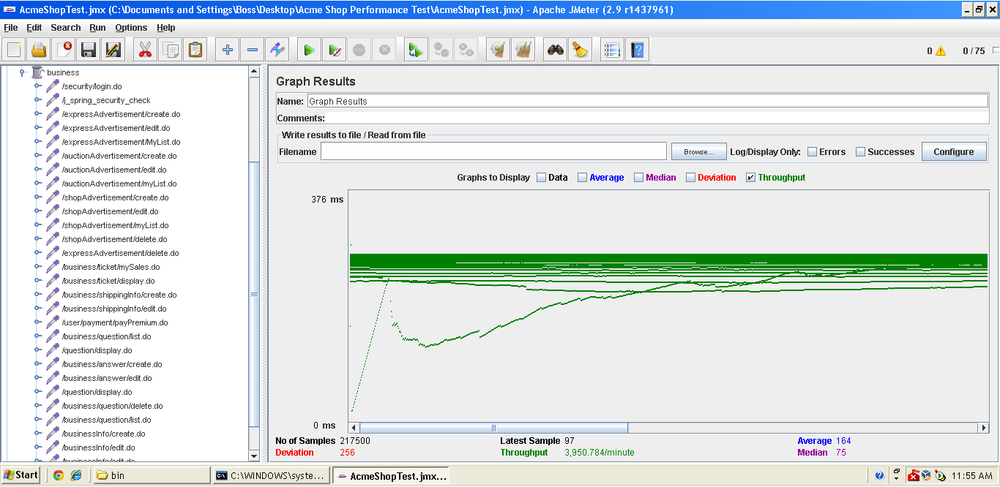 AcmeShopTest.jmx (C:\Documents and Settings\Boss\Desktop\Acme Shop Performance Test\AcmeShopTest.jmx) - Apache JMeter (2.9 r1437961)
File Edit Search Run Options Help
0 0 / 75
business
/security/login.do
/j_spring_security_check
/expressAdvertisement/create.do
/expressAdvertisement/edit.do
/expressAdvertisement/MyList.do
/auctionAdvertisement/create.do
/auctionAdvertisement/edit.do
/auctionAdvertisement/myList.do
/shopAdvertisement/create.do
/shopAdvertisement/edit.do
/shopAdvertisement/myList.do
/shopAdvertisement/delete.do
/expressAdvertisement/delete.do
/business/ticket/mySales.do
/business/ticket/display.do
/business/shippingInfo/create.do
/business/shippingInfo/edit.do
/user/payment/payPremium.do
/business/question/list.do
/question/display.do
/business/answer/create.do
/business/answer/edit.do
/question/display.do
/business/question/delete.do
/business/question/list.do
/businessInfo/create.do
/businessInfo/edit.do
/businessInfo/edit.do
Graph Results
Name: Graph Results
Comments:
Write results to file / Read from file
Filename Browse... Log/Display Only: Errors Successes Configure
Graphs to Display Data Average Median Deviation Throughput
376 ms
0 ms
No of Samples 217500 Latest Sample 97 Average 164
Deviation 256 Throughput 3,950.784/minute Median 75
Start bin C:\WINDOWS\syste... AcmeShopTest.jmx... 11:55 AM